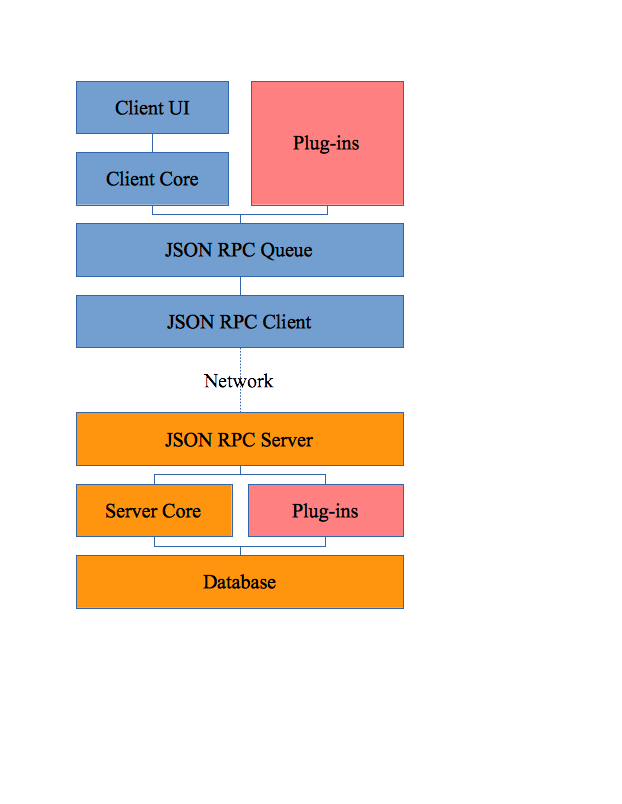 Client UI
Plug-ins
Client Core
JSON RPC Queue
JSON RPC Client
Network
JSON RPC Server
Server Core
Plug-ins
Database